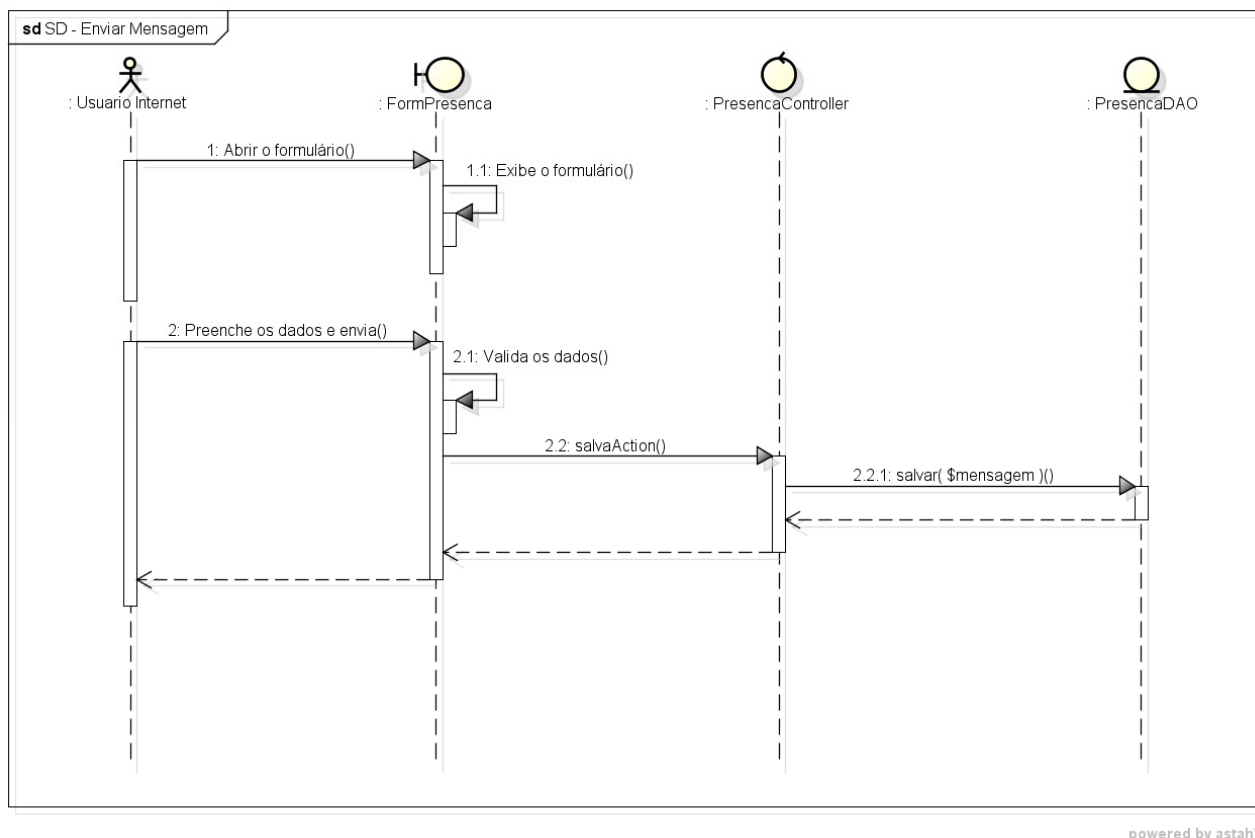 sd SD - Enviar Mensagem
: Usuario Internet
: FormPresenca
: PresencaController
: PresencaDAO
1: Abrir o formulário()
1.1: Exibe o formulário()
2: Preenche os dados e envia()
2.1: Valida os dados()
2.2: salvaAction()
2.2.1: salvar( $mensagem )()
powered by astah